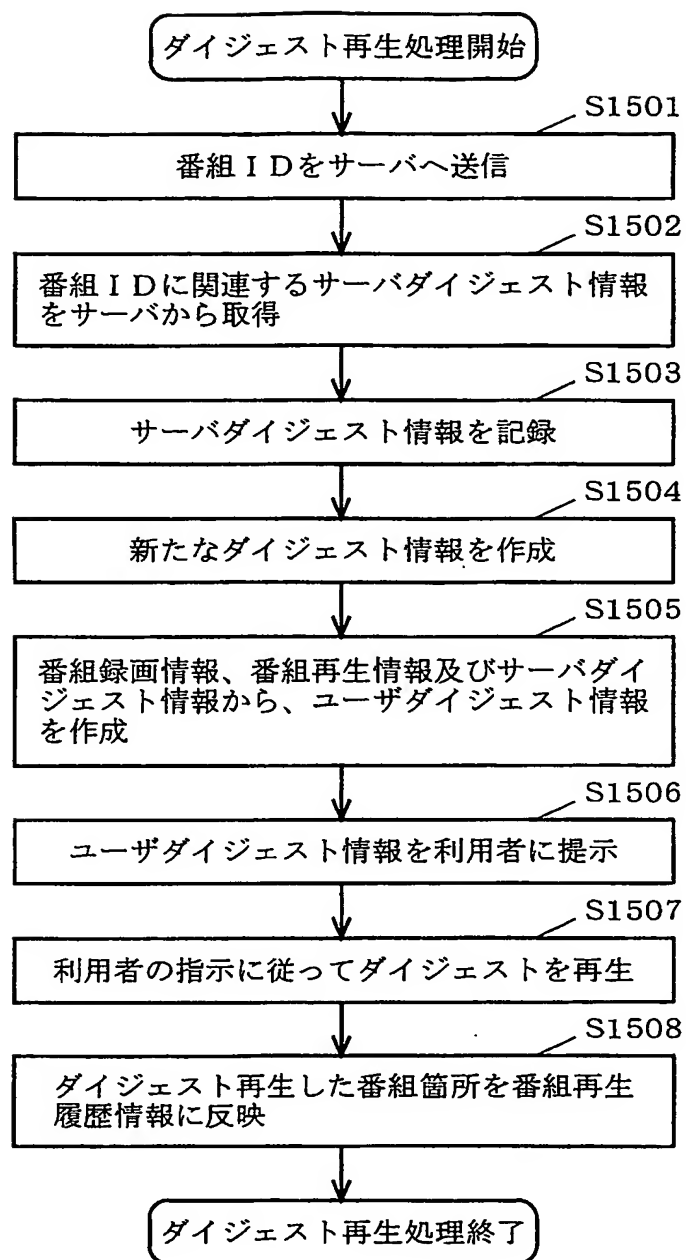 ダイジェスト再生処理開始
S1501
番組IDをサーバへ送信
S1502
番組IDに関連するサーバダイジェスト情報
をサーバから取得
S1503
サーバダイジェスト情報を記録
S1504
新たなダイジェスト情報を作成
S1505
番組録画情報、番組再生情報及びサーバダイ
ジェスト情報から、ユーザダイジェスト情報
を作成
S1506
ユーザダイジェスト情報を利用者に提示
S1507
利用者の指示に従ってダイジェストを再生
S1508
ダイジェスト再生した番組箇所を番組再生
履歴情報に反映
ダイジェスト再生処理終了